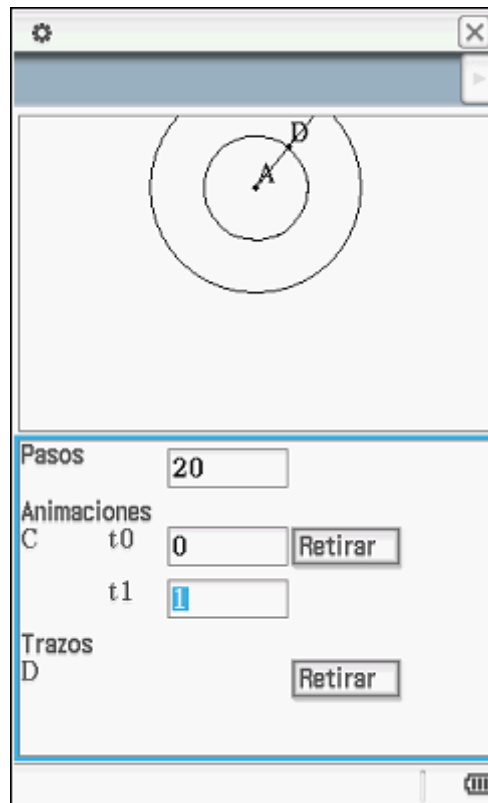 D
A
Pasos 20
Animaciones
C t0 0 Retirar
t1 1
Trazos
D Retirar